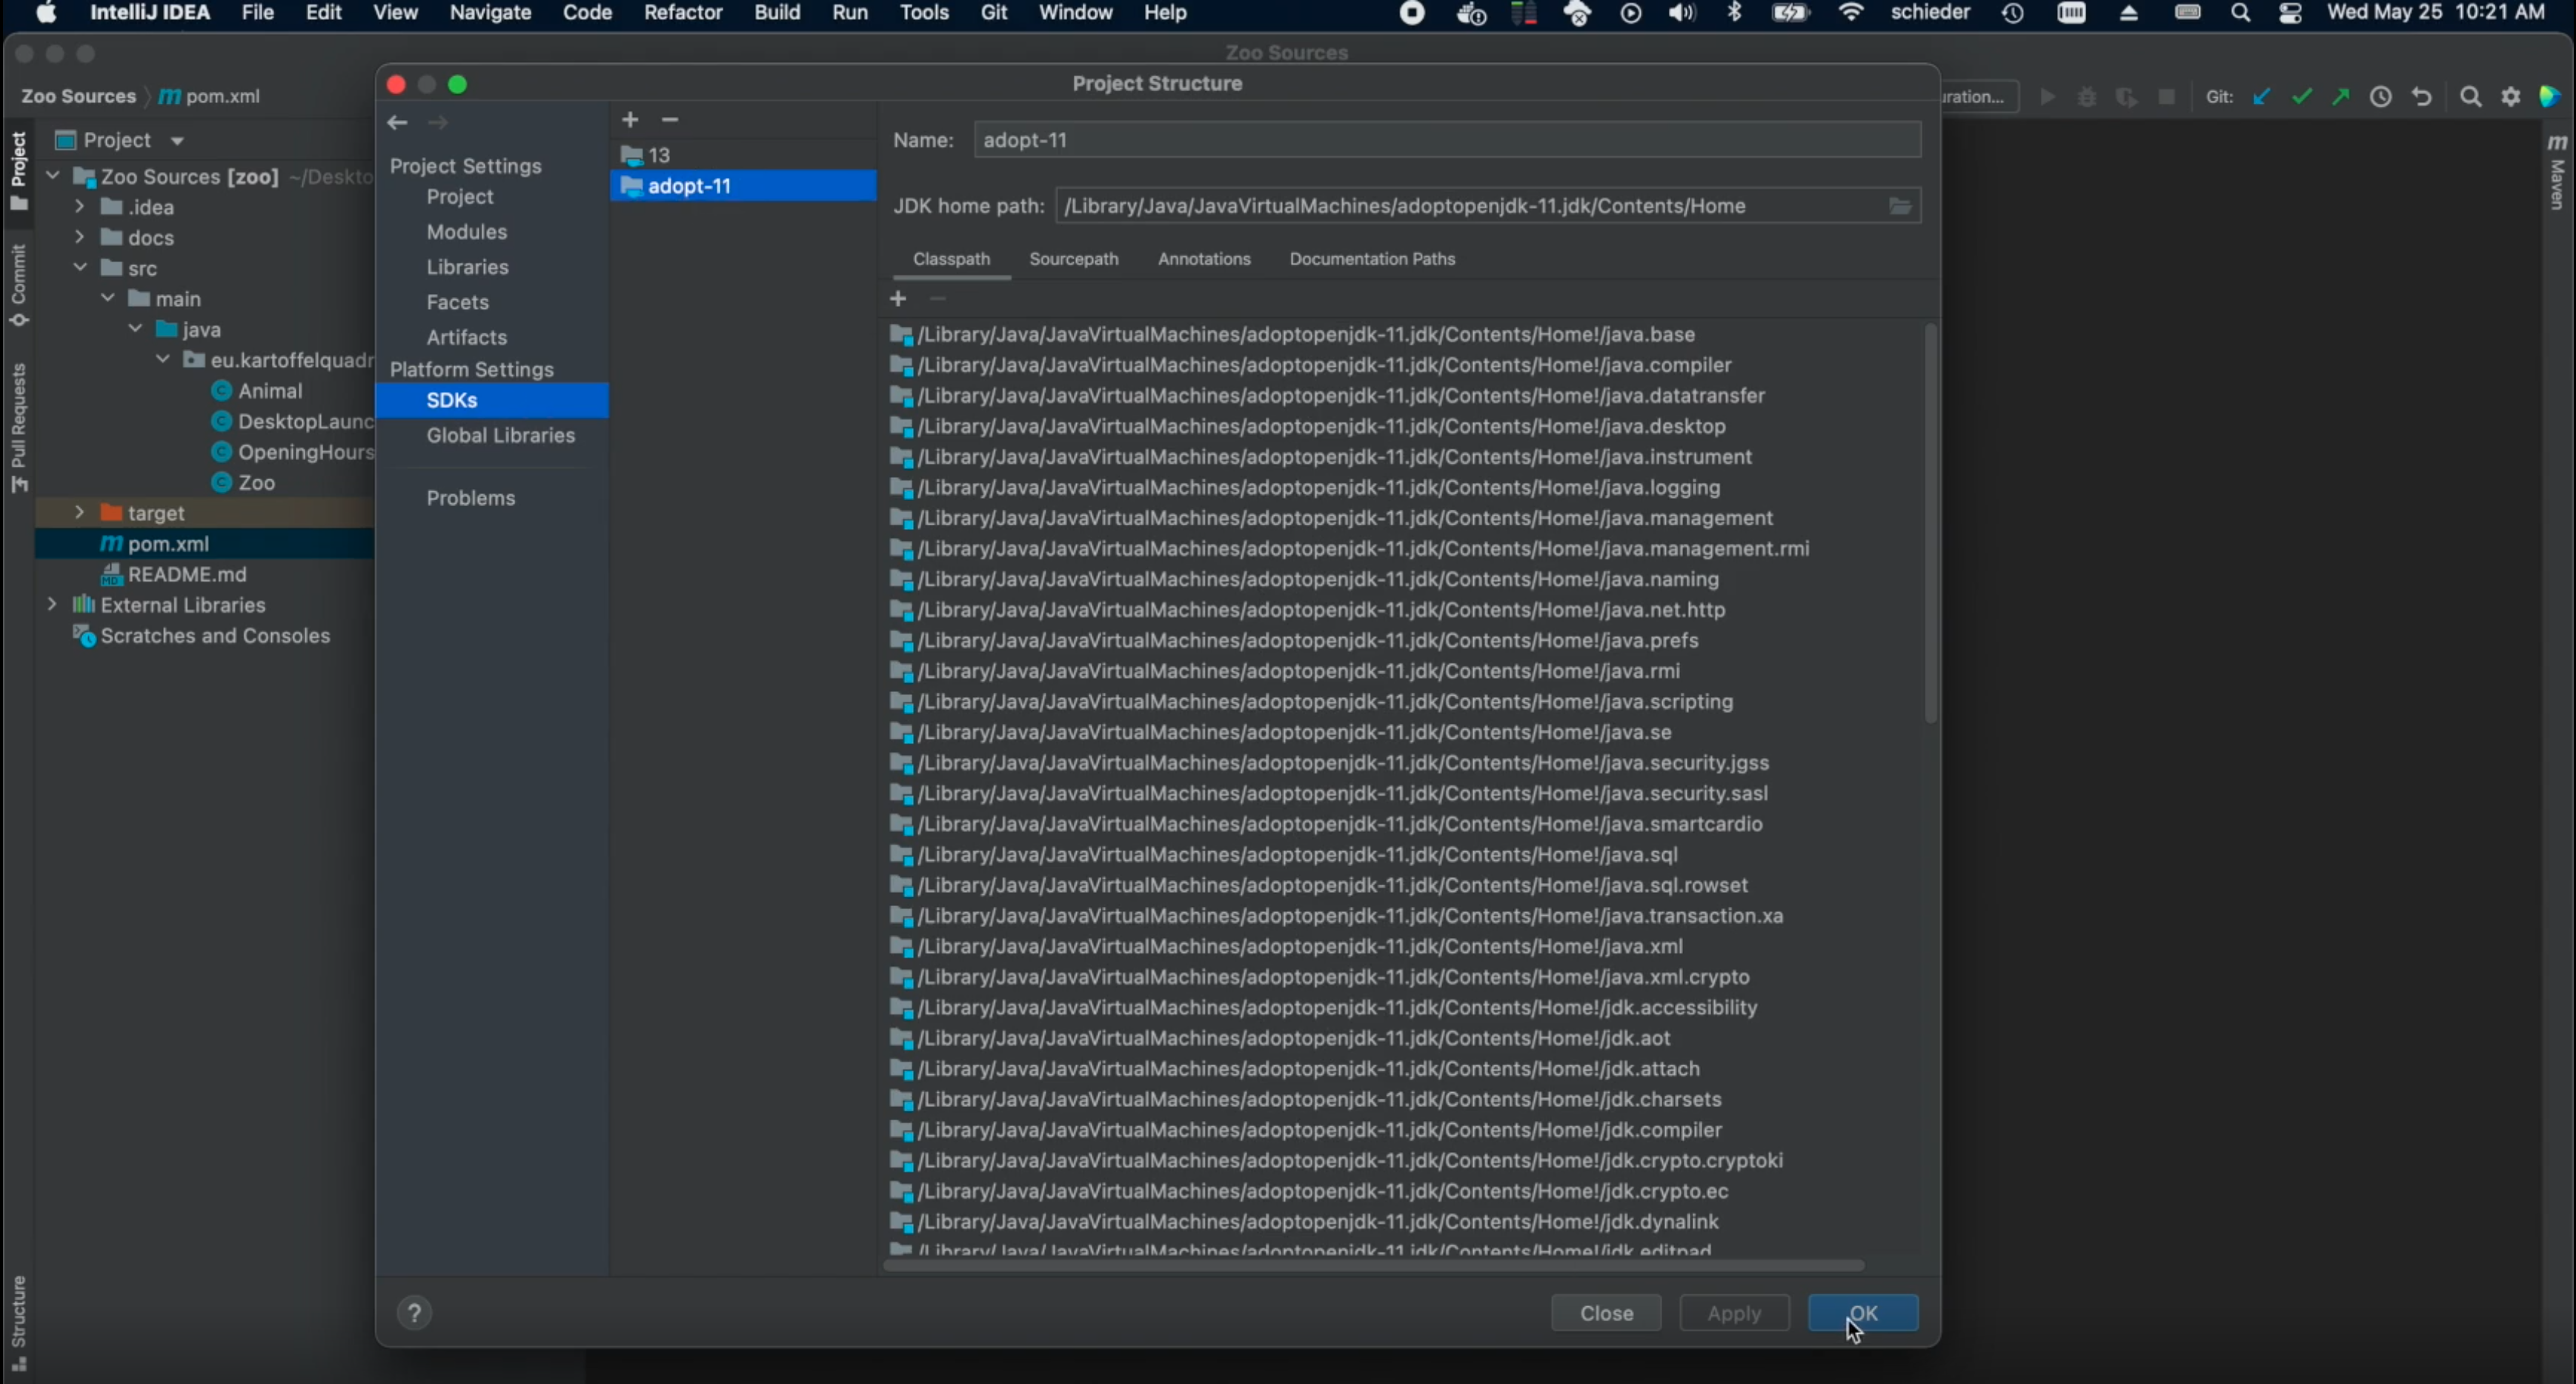 IntelliJ IDEA File Edit View Navigate Code Refactor Build Run Tools Git Window Help schieder Wed May 25 10:21 AM
Zoo Sources
Zoo Sources pom.xml
Project Structure
uration... Git:
Project
Commit
Pull Requests
Structure
Maven
Project
Zoo Sources [zoo] ~/Deskto
.idea
docs
src
main
java
eu.kartoffelquadr
Animal
DesktopLaunc
OpeningHours
Zoo
target
pom.xml
README.md
External Libraries
Scratches and Consoles
Project Settings
Project
Modules
Libraries
Facets
Artifacts
Platform Settings
SDKs
Global Libraries
Problems
13
adopt-11
Name: adopt-11
JDK home path: /Library/Java/JavaVirtualMachines/adoptopenjdk-11.jdk/Contents/Home
Classpath Sourcepath Annotations Documentation Paths
/Library/Java/JavaVirtualMachines/adoptopenjdk-11.jdk/Contents/Home!/java.base
/Library/Java/JavaVirtualMachines/adoptopenjdk-11.jdk/Contents/Home!/java.compiler
/Library/Java/JavaVirtualMachines/adoptopenjdk-11.jdk/Contents/Home!/java.datatransfer
/Library/Java/JavaVirtualMachines/adoptopenjdk-11.jdk/Contents/Home!/java.desktop
/Library/Java/JavaVirtualMachines/adoptopenjdk-11.jdk/Contents/Home!/java.instrument
/Library/Java/JavaVirtualMachines/adoptopenjdk-11.jdk/Contents/Home!/java.logging
/Library/Java/JavaVirtualMachines/adoptopenjdk-11.jdk/Contents/Home!/java.management
/Library/Java/JavaVirtualMachines/adoptopenjdk-11.jdk/Contents/Home!/java.management.rmi
/Library/Java/JavaVirtualMachines/adoptopenjdk-11.jdk/Contents/Home!/java.naming
/Library/Java/JavaVirtualMachines/adoptopenjdk-11.jdk/Contents/Home!/java.net.http
/Library/Java/JavaVirtualMachines/adoptopenjdk-11.jdk/Contents/Home!/java.prefs
/Library/Java/JavaVirtualMachines/adoptopenjdk-11.jdk/Contents/Home!/java.rmi
/Library/Java/JavaVirtualMachines/adoptopenjdk-11.jdk/Contents/Home!/java.scripting
/Library/Java/JavaVirtualMachines/adoptopenjdk-11.jdk/Contents/Home!/java.se
/Library/Java/JavaVirtualMachines/adoptopenjdk-11.jdk/Contents/Home!/java.security.jgss
/Library/Java/JavaVirtualMachines/adoptopenjdk-11.jdk/Contents/Home!/java.security.sasl
/Library/Java/JavaVirtualMachines/adoptopenjdk-11.jdk/Contents/Home!/java.smartcardio
/Library/Java/JavaVirtualMachines/adoptopenjdk-11.jdk/Contents/Home!/java.sql
/Library/Java/JavaVirtualMachines/adoptopenjdk-11.jdk/Contents/Home!/java.sql.rowset
/Library/Java/JavaVirtualMachines/adoptopenjdk-11.jdk/Contents/Home!/java.transaction.xa
/Library/Java/JavaVirtualMachines/adoptopenjdk-11.jdk/Contents/Home!/java.xml
/Library/Java/JavaVirtualMachines/adoptopenjdk-11.jdk/Contents/Home!/java.xml.crypto
/Library/Java/JavaVirtualMachines/adoptopenjdk-11.jdk/Contents/Home!/jdk.accessibility
/Library/Java/JavaVirtualMachines/adoptopenjdk-11.jdk/Contents/Home!/jdk.aot
/Library/Java/JavaVirtualMachines/adoptopenjdk-11.jdk/Contents/Home!/jdk.attach
/Library/Java/JavaVirtualMachines/adoptopenjdk-11.jdk/Contents/Home!/jdk.charsets
/Library/Java/JavaVirtualMachines/adoptopenjdk-11.jdk/Contents/Home!/jdk.compiler
/Library/Java/JavaVirtualMachines/adoptopenjdk-11.jdk/Contents/Home!/jdk.crypto.cryptoki
/Library/Java/JavaVirtualMachines/adoptopenjdk-11.jdk/Contents/Home!/jdk.crypto.ec
/Library/Java/JavaVirtualMachines/adoptopenjdk-11.jdk/Contents/Home!/jdk.dynalink
/Library/Java/JavaVirtualMachines/adoptopenjdk-11.jdk/Contents/Home!/jdk.editpad
? Close Apply OK